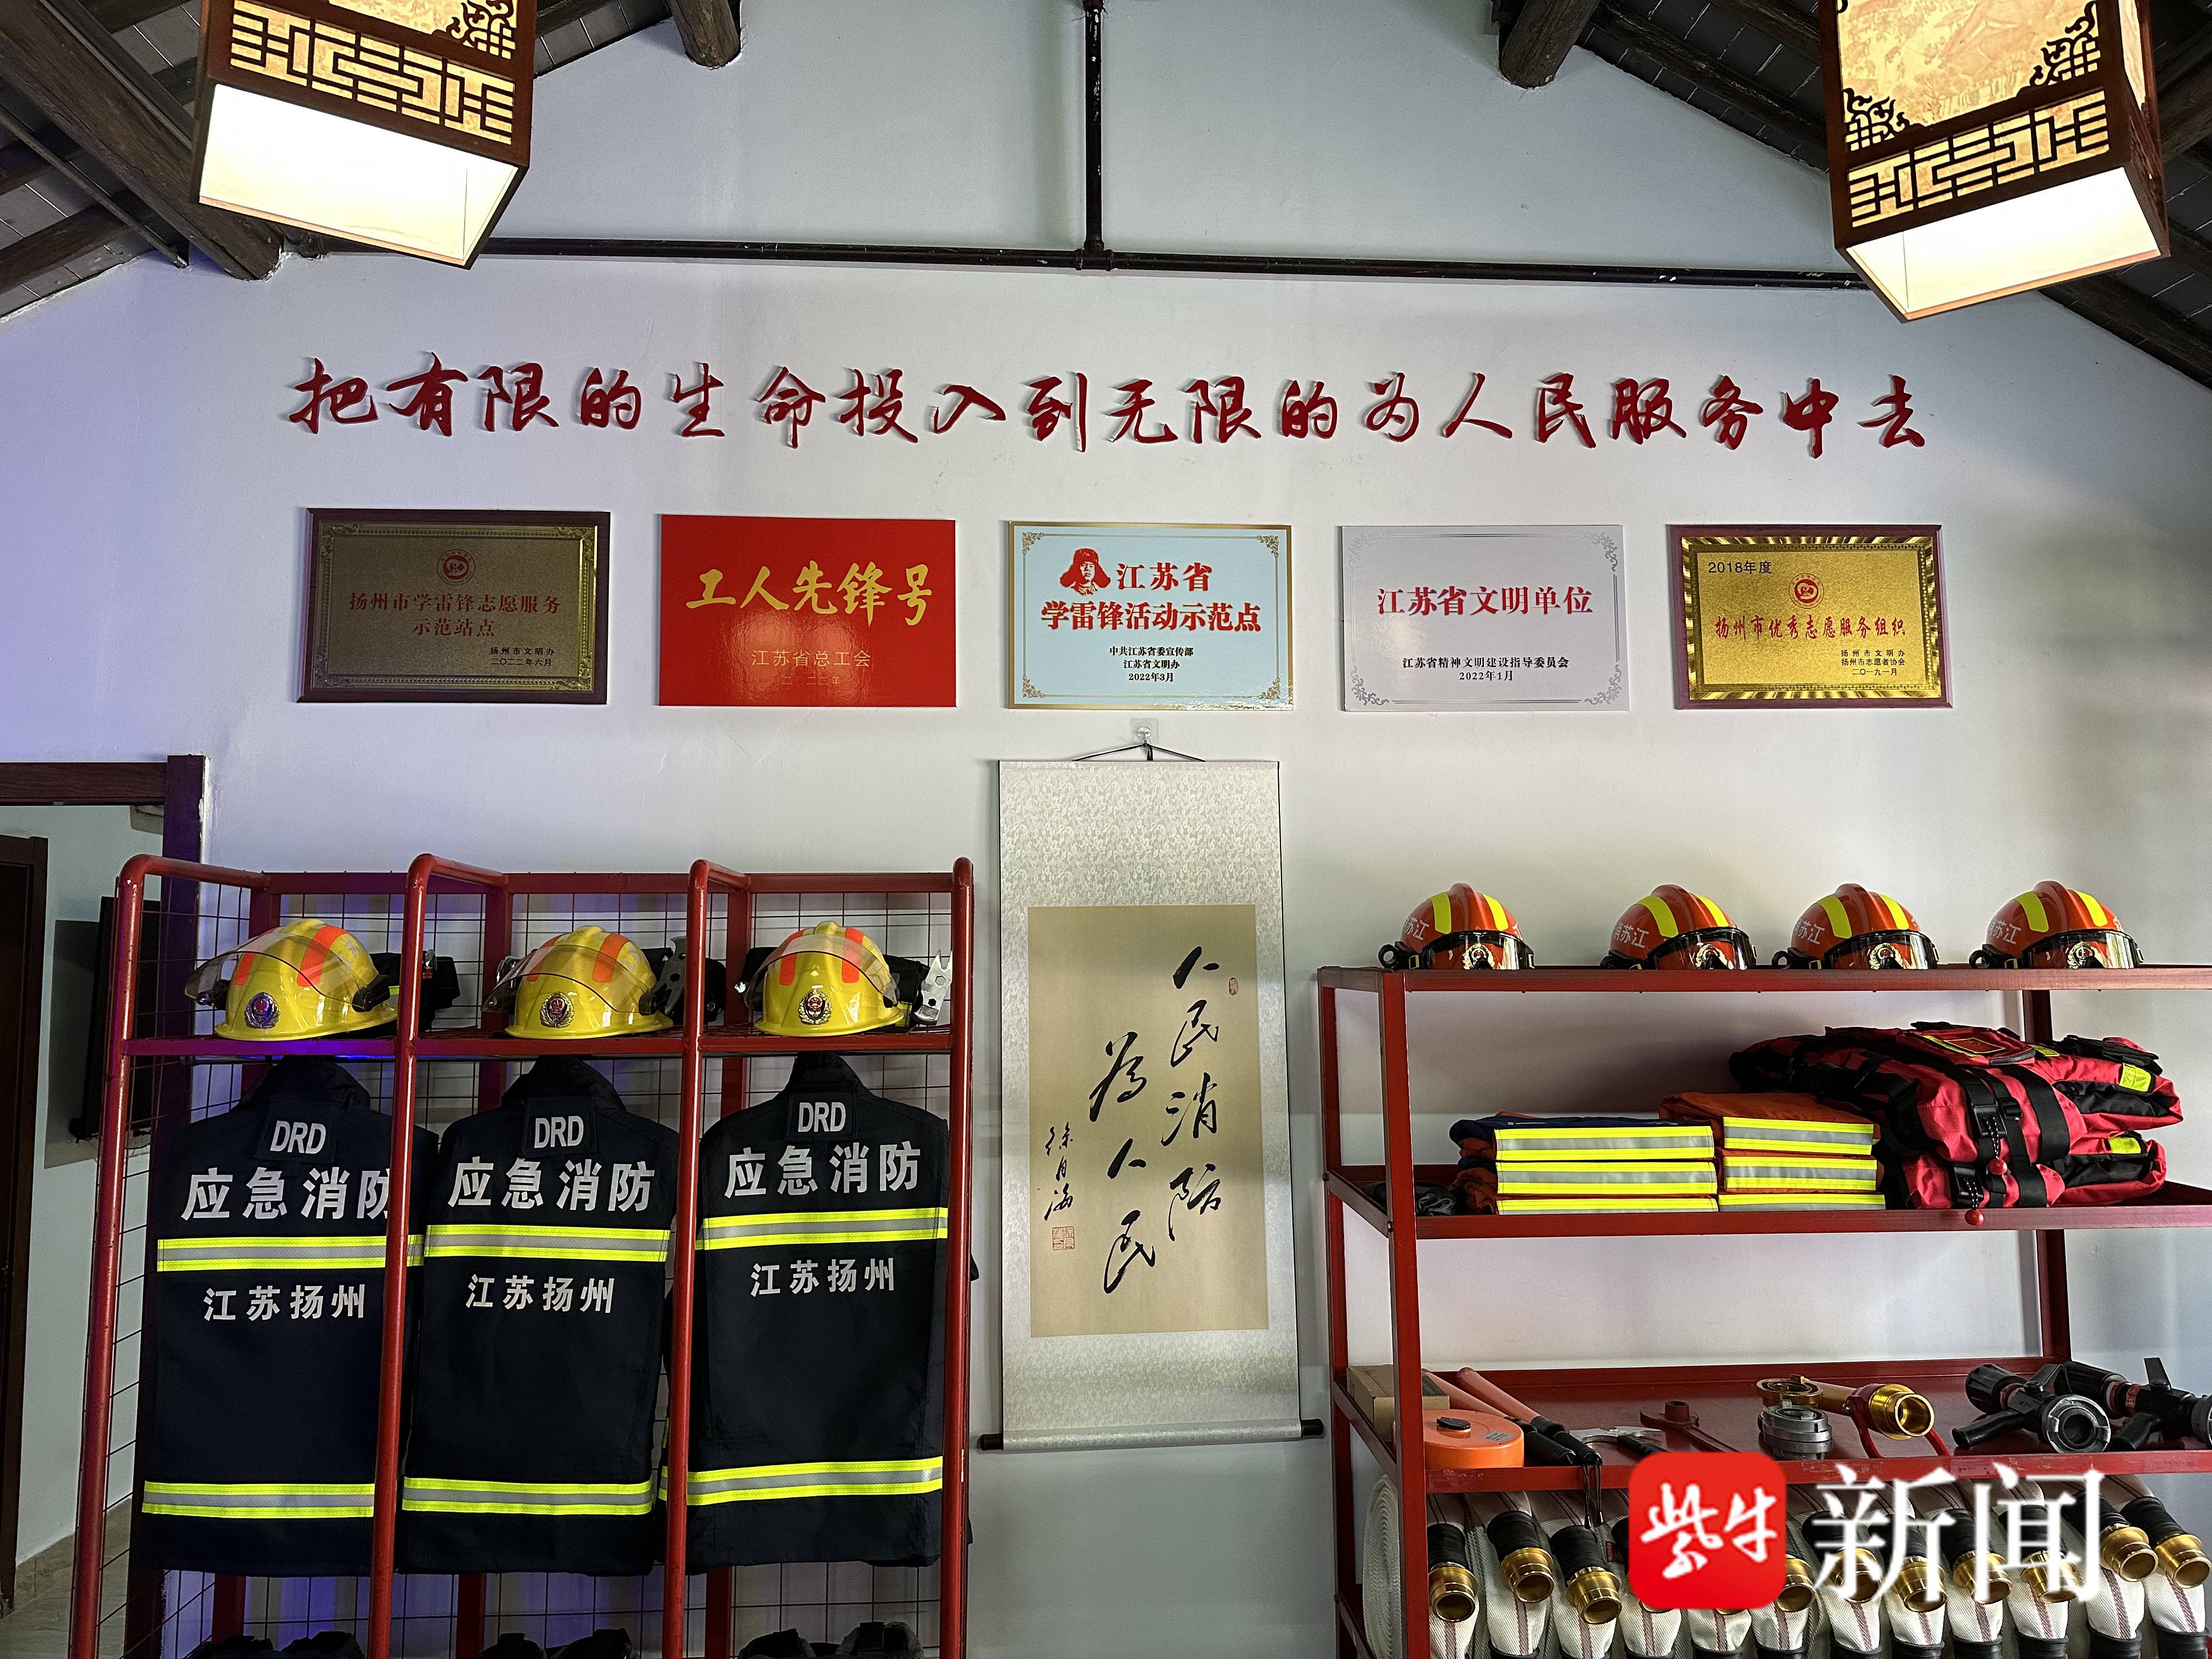 把有限的生命投入到无限的为人民服务中去
扬州市学雷锋志愿服务
示范站点
扬州市文明办
二〇二二年六月
工人先锋号
江苏省总工会
二〇二二年
江苏省
学雷锋活动示范点
中共江苏省委宣传部
江苏省文明办
2022年3月
江苏省文明单位
江苏省精神文明建设指导委员会
2022年1月
2018年度
扬州市优秀志愿服务组织
扬州市文明办
扬州市志愿者协会
二〇一九年一月
人民消防
为人民
徐月海
DRD
应急消防
江苏扬州
DRD
应急消防
江苏扬州
DRD
应急消防
江苏扬州
紫牛
新闻